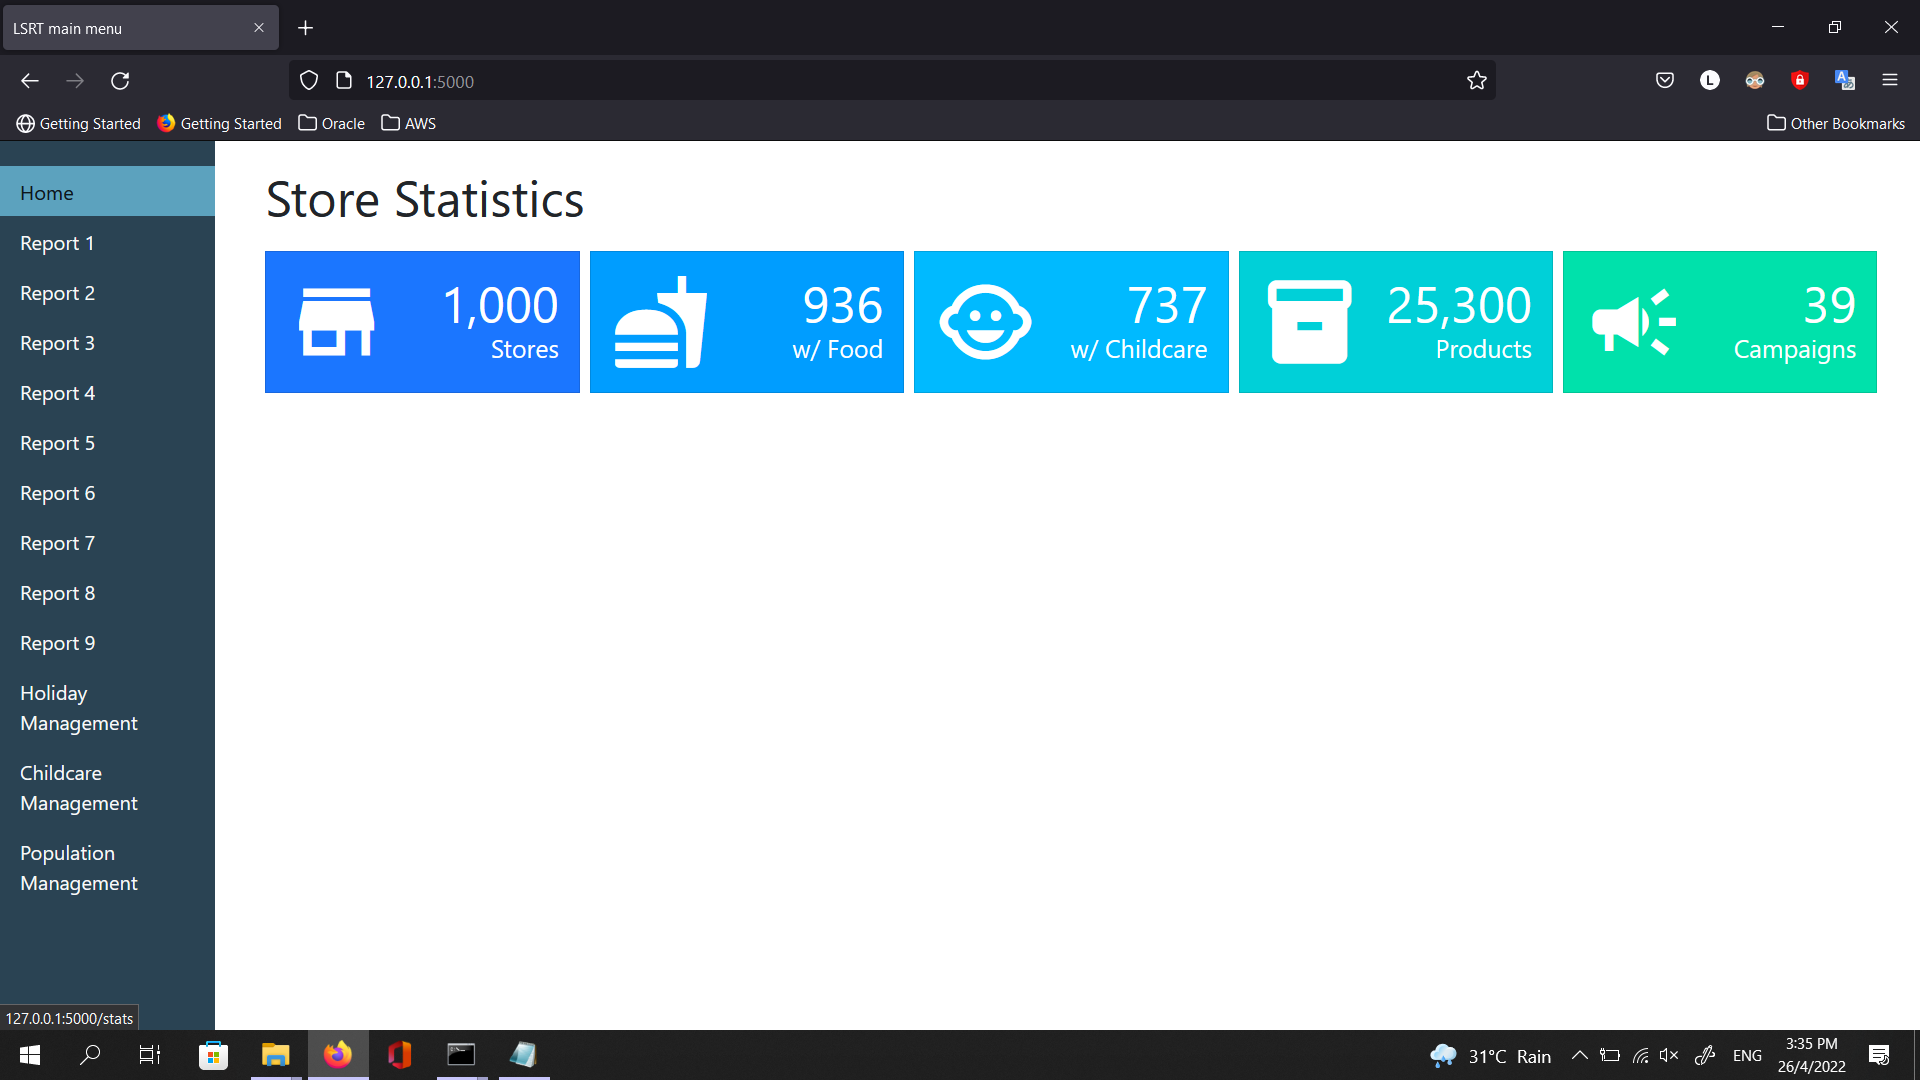 LSRT main menu
127.0.0.1:5000
Getting Started
Getting Started
Oracle
AWS
Other Bookmarks
Home
Report 1
Report 2
Report 3
Report 4
Report 5
Report 6
Report 7
Report 8
Report 9
Holiday
Management
Childcare
Management
Population
Management
Store Statistics
1,000
Stores
936
w/ Food
737
w/ Childcare
25,300
Products
39
Campaigns
127.0.0.1:5000/stats
31°C Rain
ENG
3:35 PM
26/4/2022